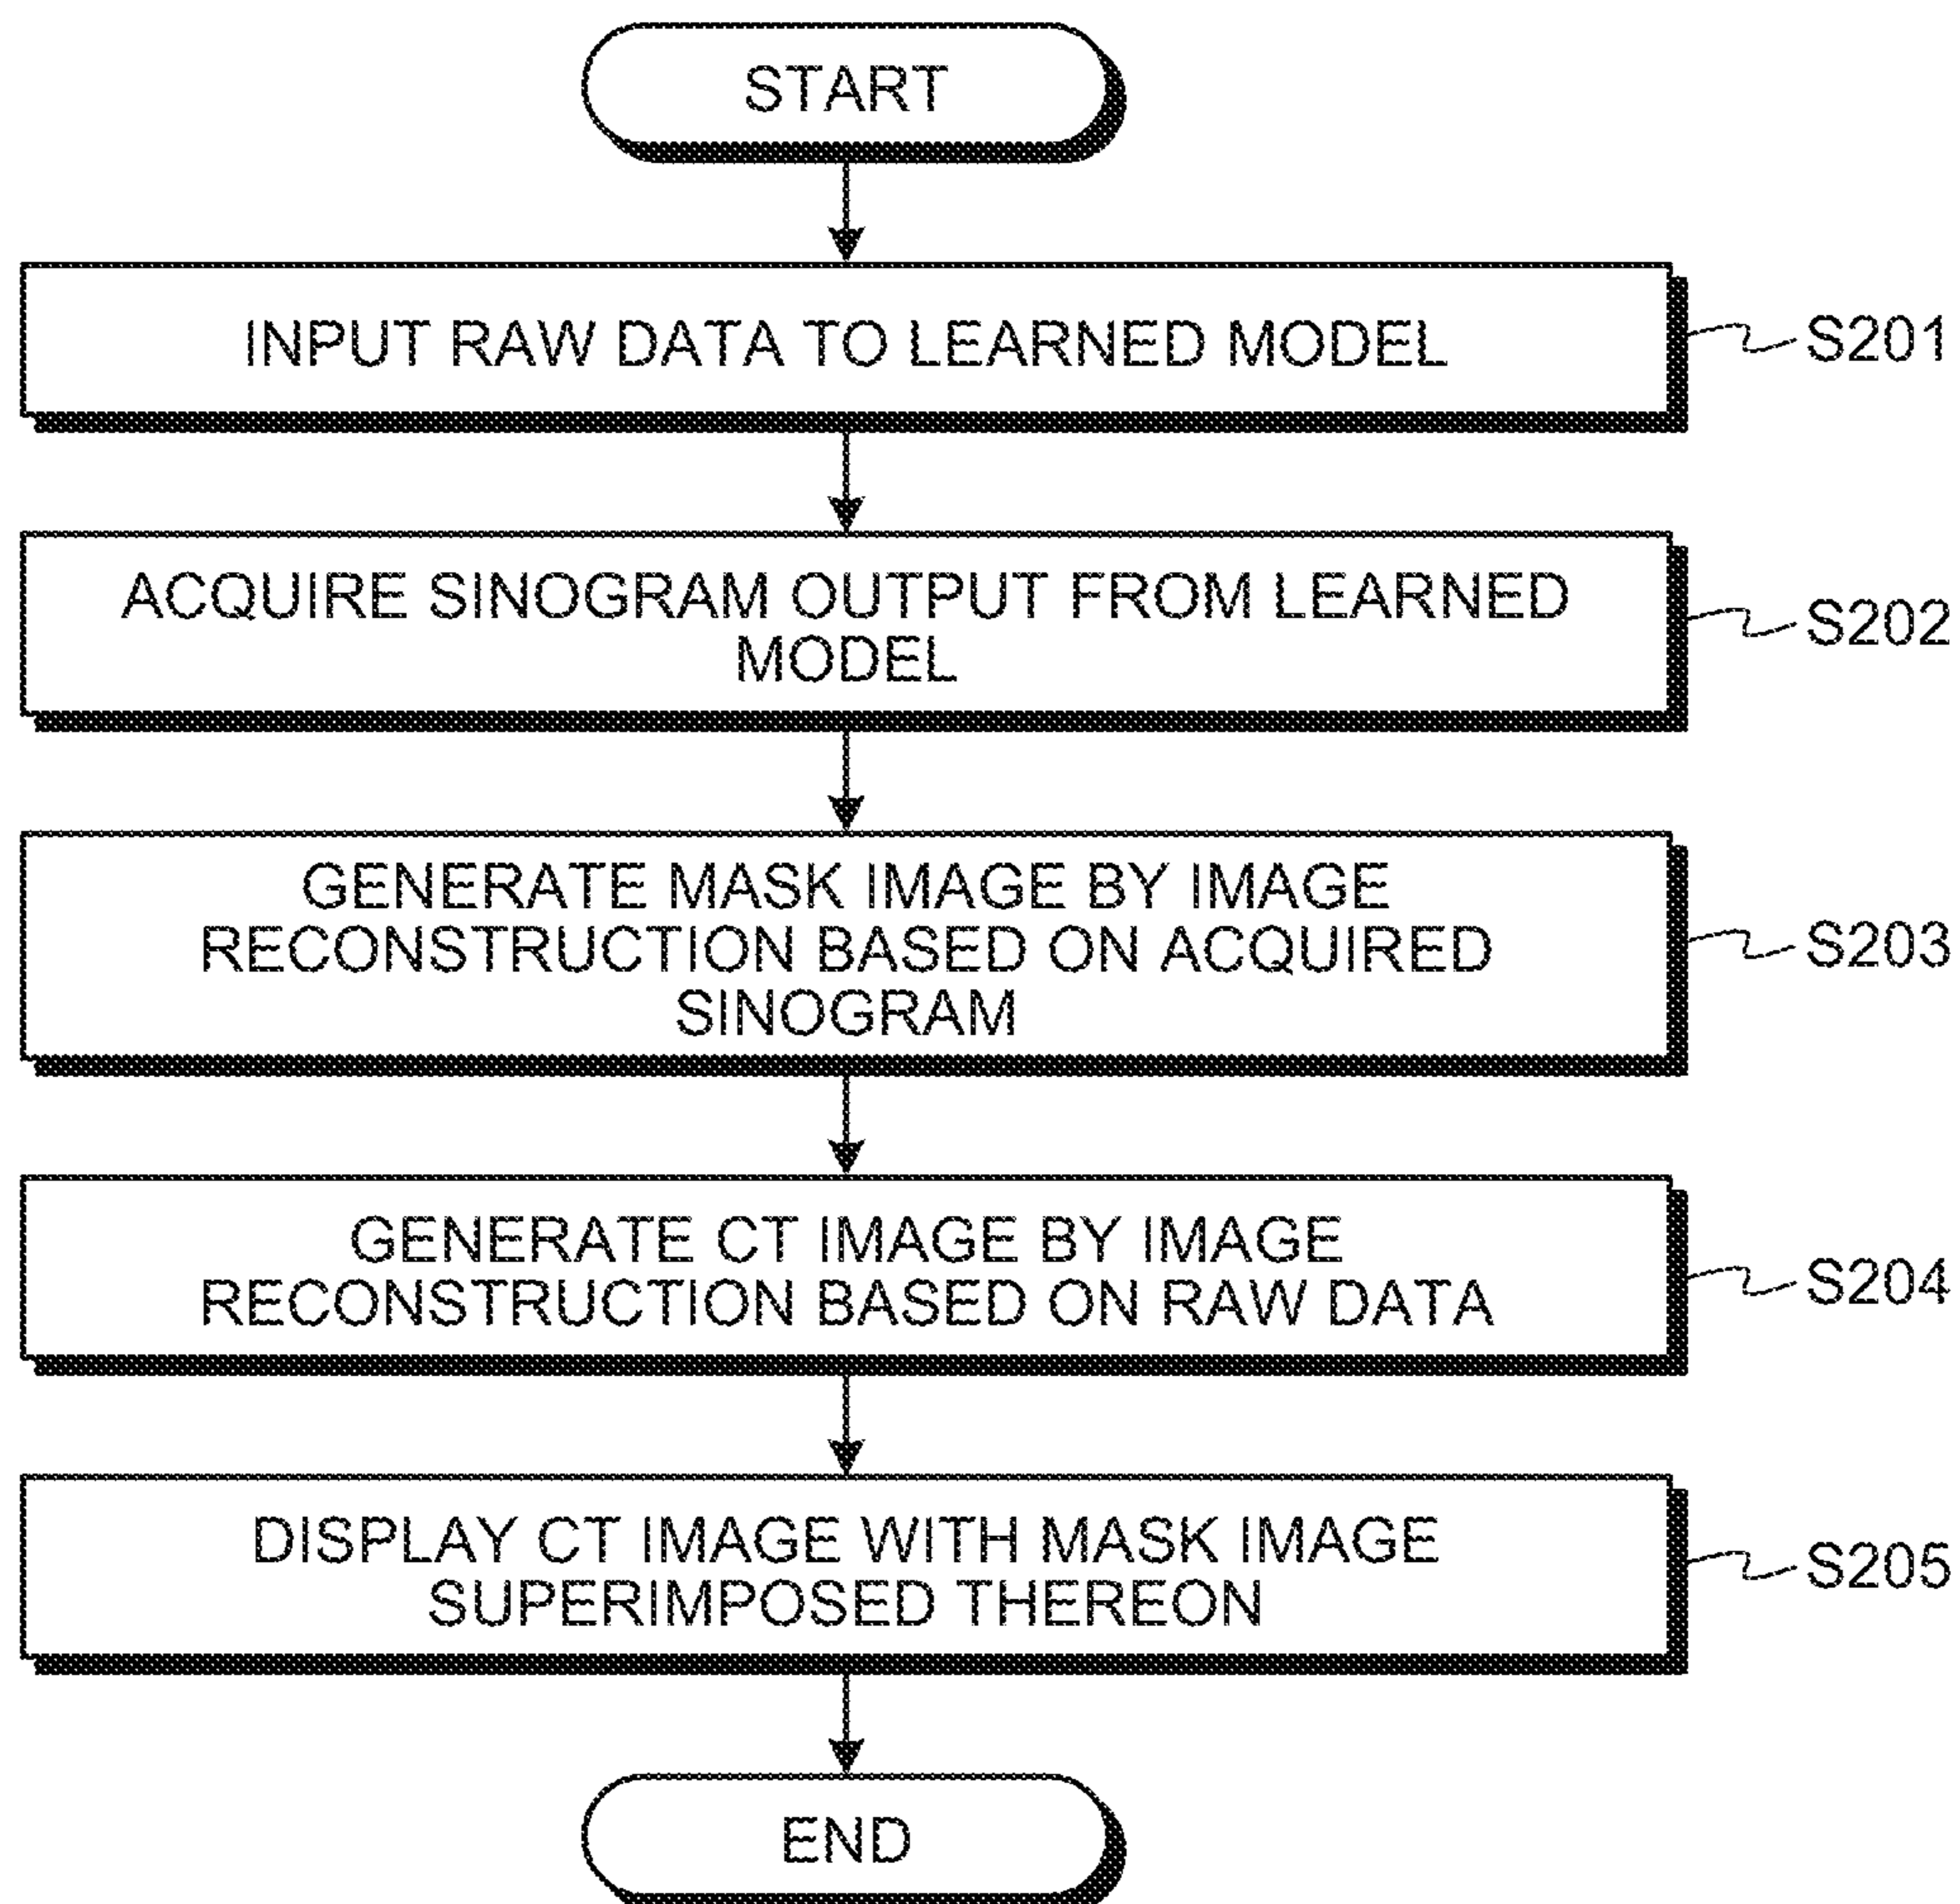 START
INPUT RAW DATA TO LEARNED MODEL
S201
ACQUIRE SINOGRAM OUTPUT FROM LEARNED
MODEL
S202
GENERATE MASK IMAGE BY IMAGE
RECONSTRUCTION BASED ON ACQUIRED
SINOGRAM
S203
GENERATE CT IMAGE BY IMAGE
RECONSTRUCTION BASED ON RAW DATA
S204
DISPLAY CT IMAGE WITH MASK IMAGE
SUPERIMPOSED THEREON
S205
END